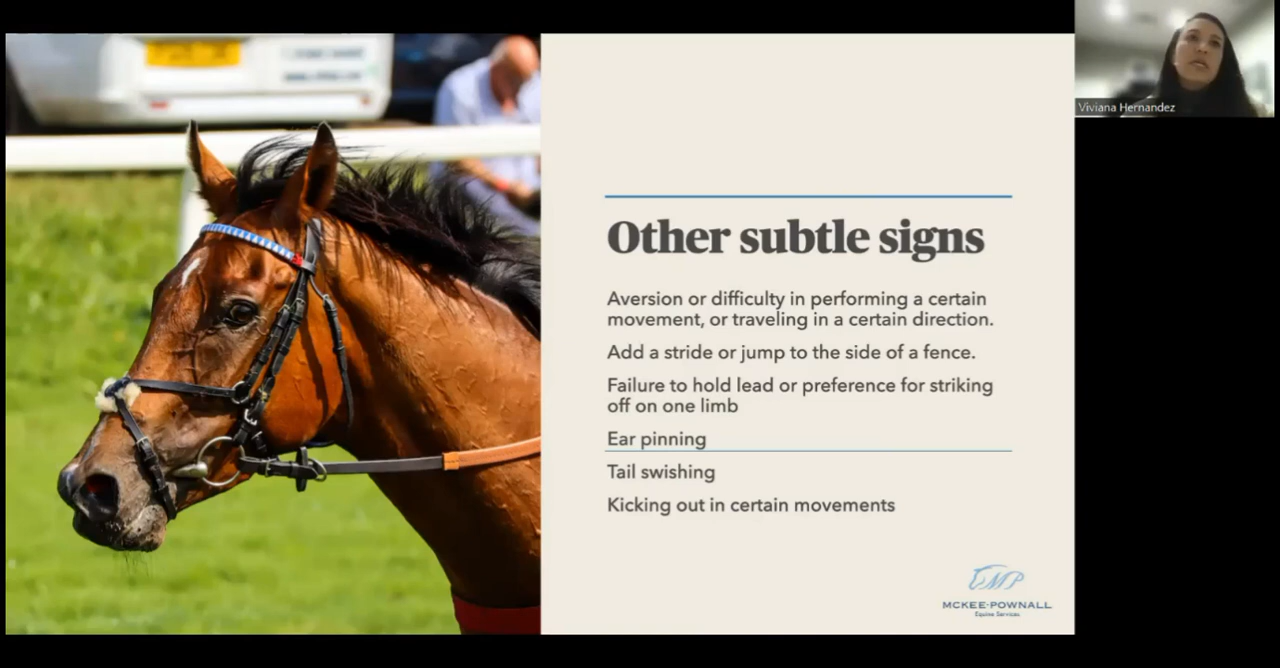 Viviana Hernandez
Other subtle signs
Aversion or difficulty in performing a certain
movement, or traveling in a certain direction.
Add a stride or jump to the side of a fence.
Failure to hold lead or preference for striking
off on one limb
Ear pinning
Tail swishing
Kicking out in certain movements
MP
MCKEE-POWNALL
Equine Services